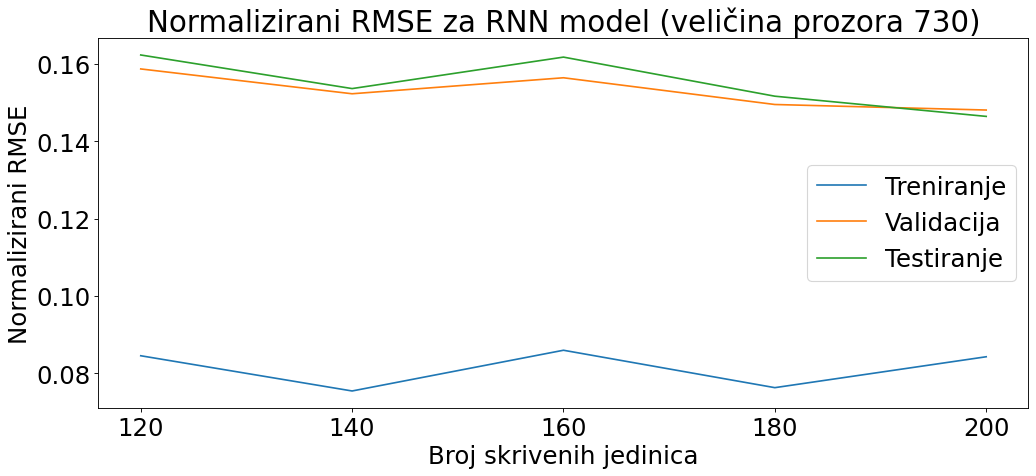 Normalizirani RMSE za RNN model (veličina prozora 730)
Normalizirani RMSE
0.16
0.14
0.12
0.10
0.08
Treniranje
Validacija
Testiranje
120 140 160 180 200
Broj skrivenih jedinica